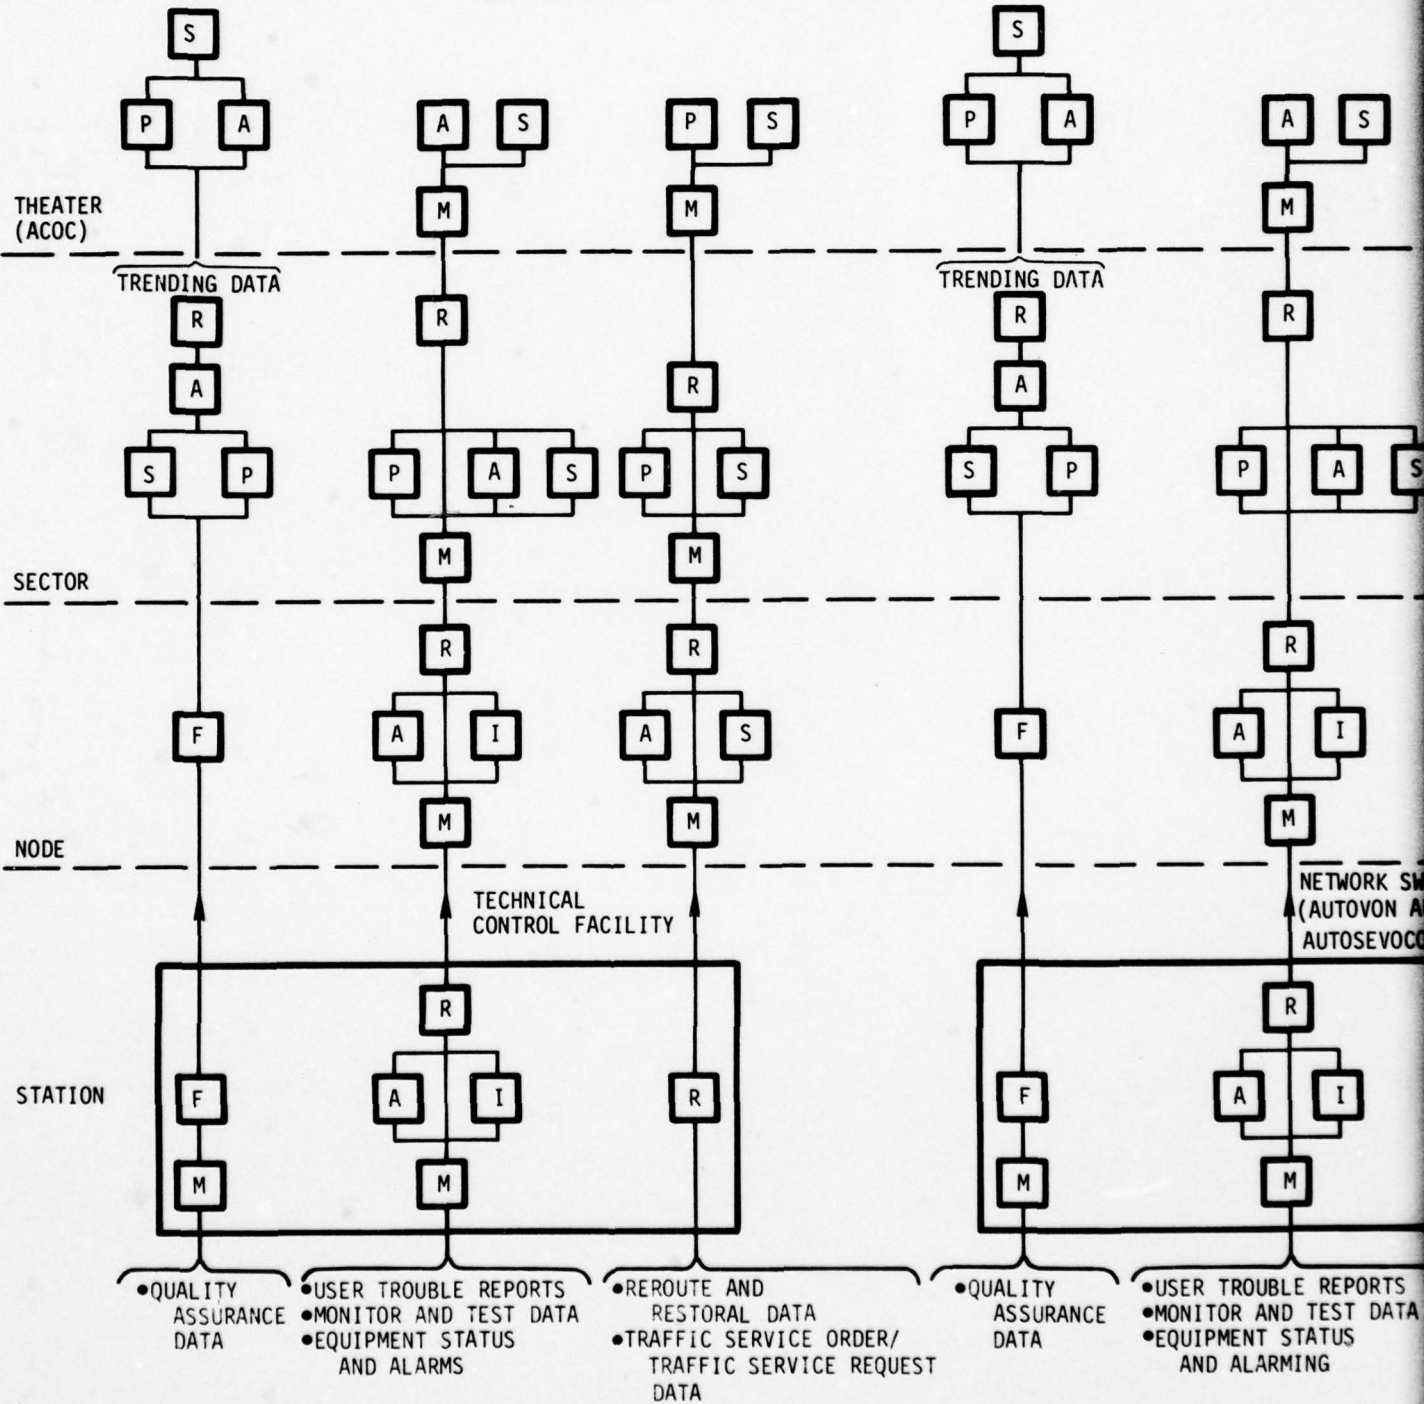 S
S
P
A
A
S
P
S
P
A
A
S
M
M
M
THEATER
(ACOC)
TRENDING DATA
TRENDING DATA
R
R
R
R
A
R
A
S
P
P
A
S
P
S
S
P
P
A
S
M
M
SECTOR
R
R
R
F
A
I
A
S
F
A
I
M
M
M
NODE
TECHNICAL
CONTROL FACILITY
NETWORK SW
(AUTOVON A
AUTOSEVOCO
R
R
STATION
F
A
I
R
F
A
I
M
M
M
M
•QUALITY
ASSURANCE
DATA
•USER TROUBLE REPORTS
•MONITOR AND TEST DATA
•EQUIPMENT STATUS
AND ALARMS
•REROUTE AND
RESTORAL DATA
•TRAFFIC SERVICE ORDER/
TRAFFIC SERVICE REQUEST
DATA
•QUALITY
ASSURANCE
DATA
•USER TROUBLE REPORTS
•MONITOR AND TEST DATA
•EQUIPMENT STATUS
AND ALARMING